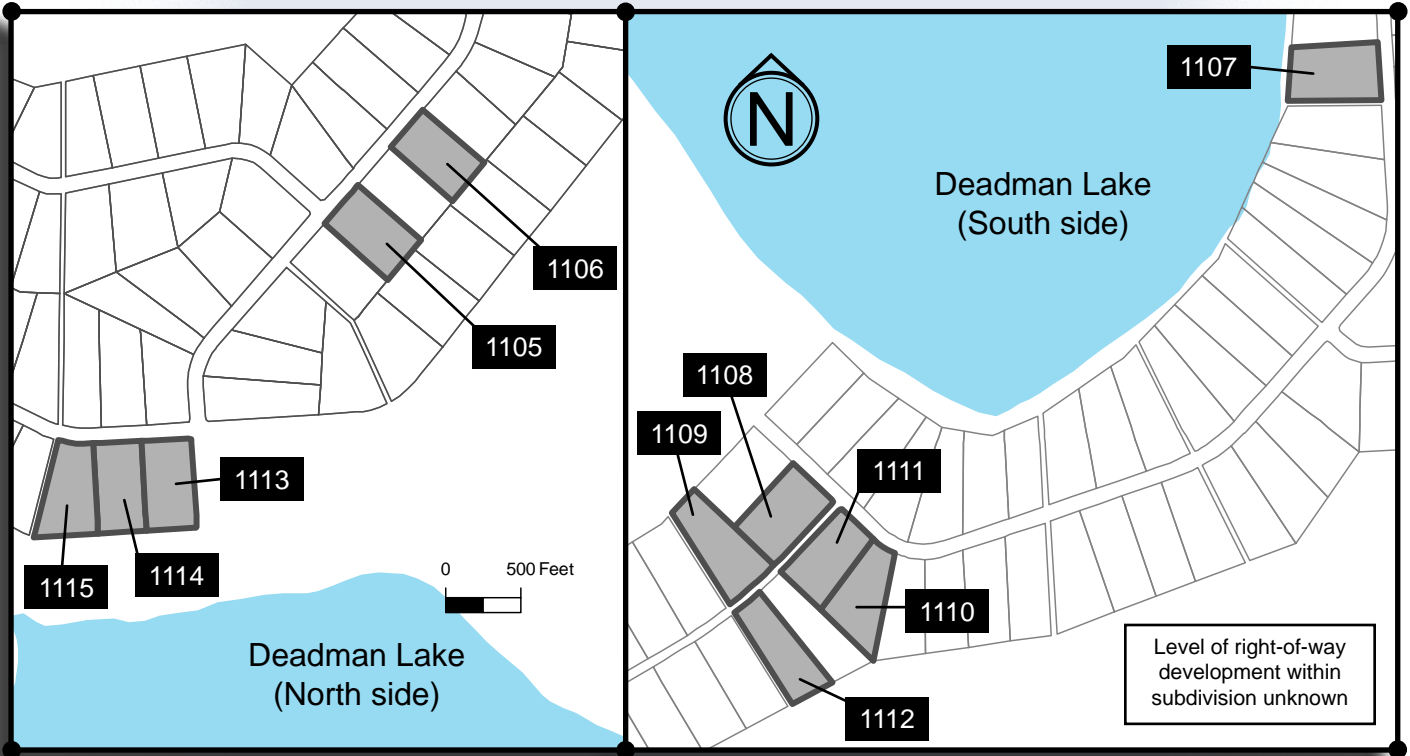 1106
1105
1113
1114
1115
0 500 Feet
Deadman Lake
(North side)
N
1107
Deadman Lake
(South side)
1108
1109
1111
1110
1112
Level of right-of-way
development within
subdivision unknown